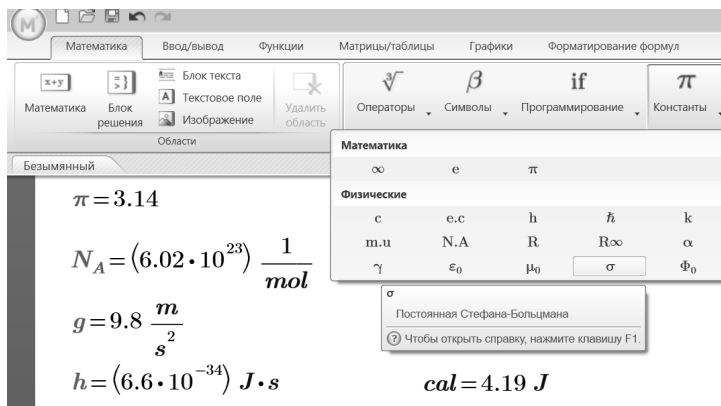 Математика Ввод/вывод Функции Матрицы/таблицы Графики Форматирование формул
Математика
Блок решения
Блок текста
Текстовое поле
Изображение
Удалить область
Области
Операторы
Символы
if
Программирование
π
Константы
Безымянный
Математика
∞ e π
Физические
c e.c h ħ k
m.u N.A R R∞ α
γ ε₀ μ₀ σ Φ₀
σ
Постоянная Стефана-Больцмана
Чтобы открыть справку, нажмите клавишу F1.
π = 3.14
N_A = (6.02 · 10²³) 1/mol
g = 9.8 m/s²
h = (6.6 · 10⁻³⁴) J · s
cal = 4.19 J